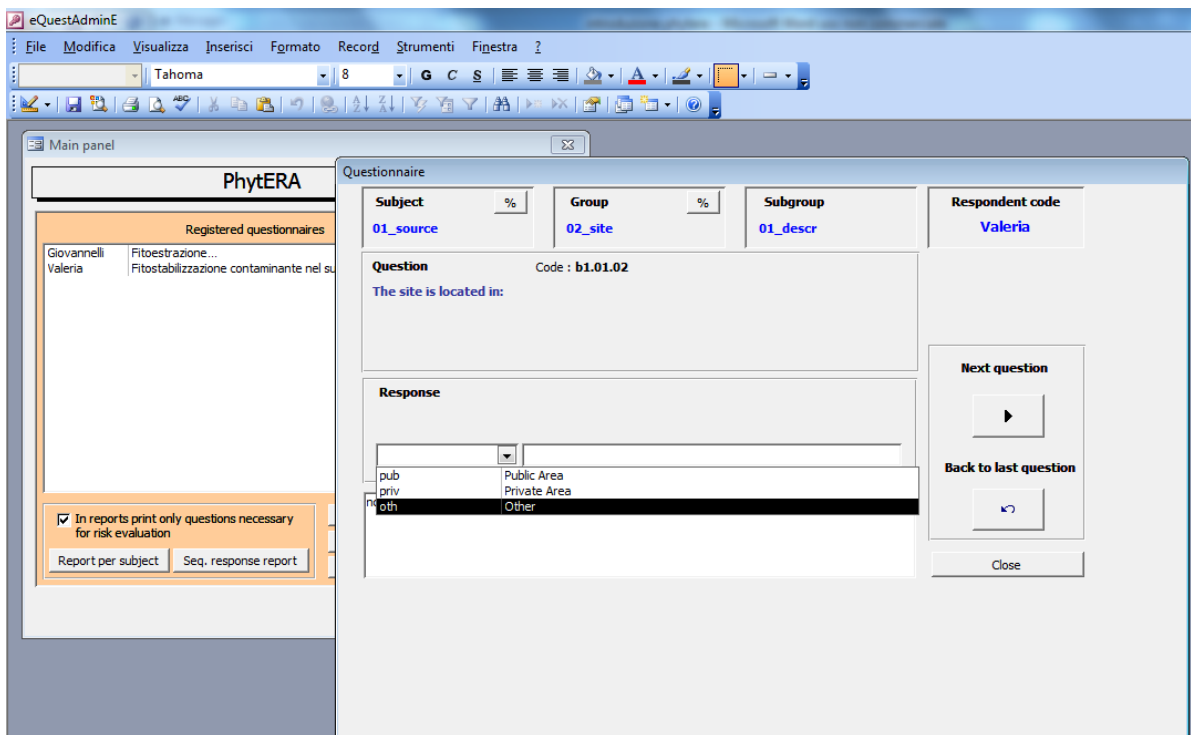 eQuestAdminE
File Modifica Visualizza Inserisci Formato Record Strumenti Finestra ?
Tahoma 8 G C S
Main panel
PhytERA
Registered questionnaires
Giovannelli Fitoestrazione...
Valeria Fitostabilizzazione contaminante nel su
In reports print only questions necessary
for risk evaluation
Report per subject Seq. response report
Questionnaire
Subject % Group % Subgroup Respondent code
01_source 02_site 01_descr Valeria
Question Code : b1.01.02
The site is located in:
Response
pub Public Area
priv Private Area
oth Other
Next question
Back to last question
Close